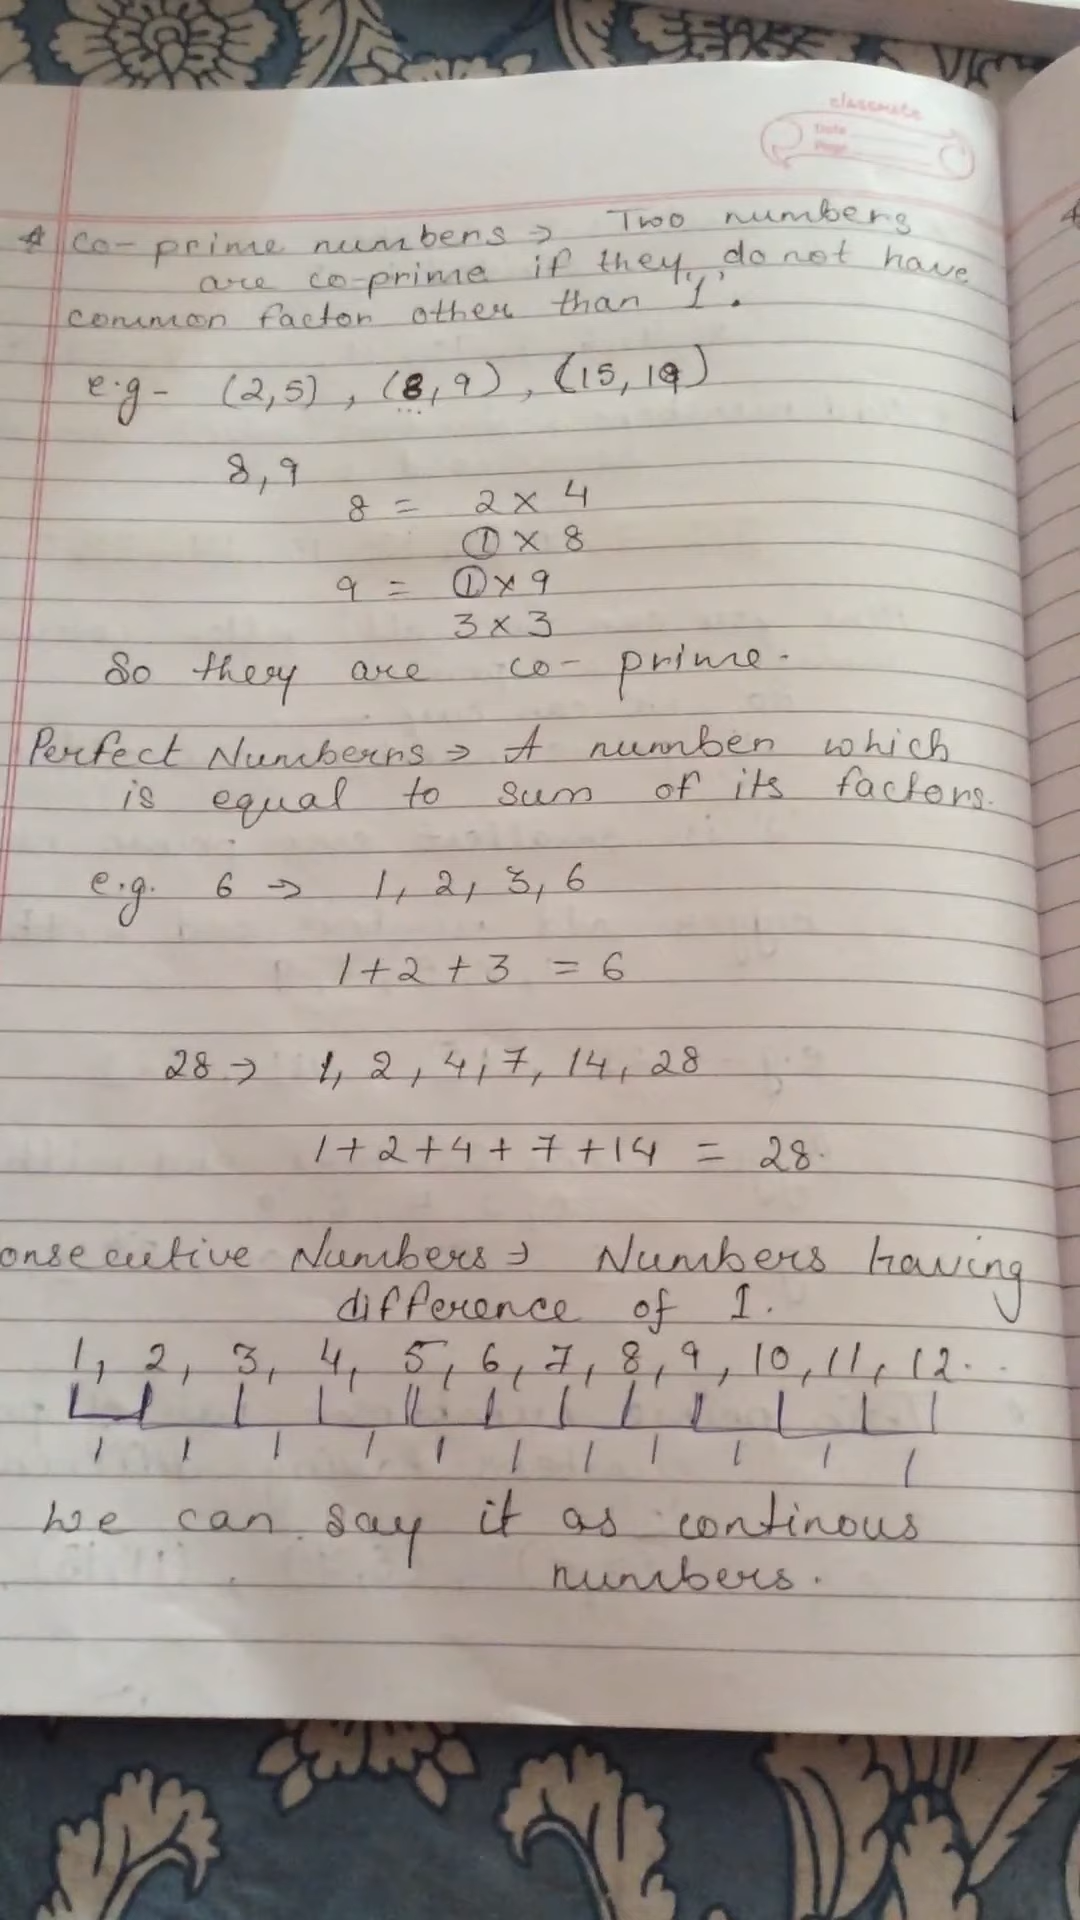 classmate
Date
Page
* Co-prime numbers → Two numbers
are co-prime if they do not have
common factor other than "1".
e.g- (2,5), (8,9), (15,19)
8,9
8 = 2 × 4
① × 8
9 = ① × 9
3 × 3
So they are co-prime.
Perfect Numbers → A number which
is equal to sum of its factors.
e.g. 6 → 1, 2, 3, 6
1+2+3 = 6
28 → 1, 2, 4, 7, 14, 28
1+2+4+7+14 = 28.
onsecutive Numbers → Numbers having
difference of 1.
1, 2, 3, 4, 5, 6, 7, 8, 9, 10, 11, 12..
1 1 1 1 1 1 1 1 1 1 1
We can say it as continous
numbers.